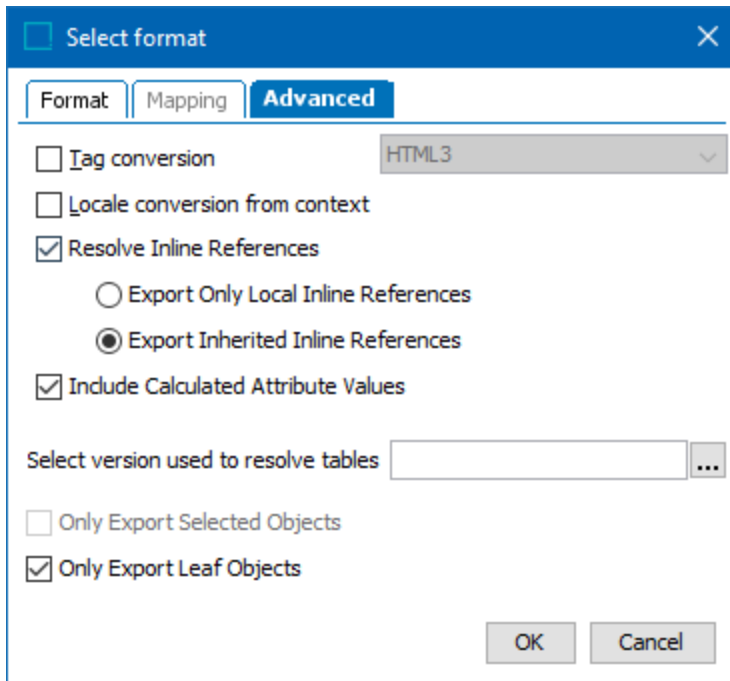 Select format
Format Mapping Advanced
Tag conversion HTML3
Locale conversion from context
Resolve Inline References
Export Only Local Inline References
Export Inherited Inline References
Include Calculated Attribute Values
Select version used to resolve tables ...
Only Export Selected Objects
Only Export Leaf Objects
OK Cancel